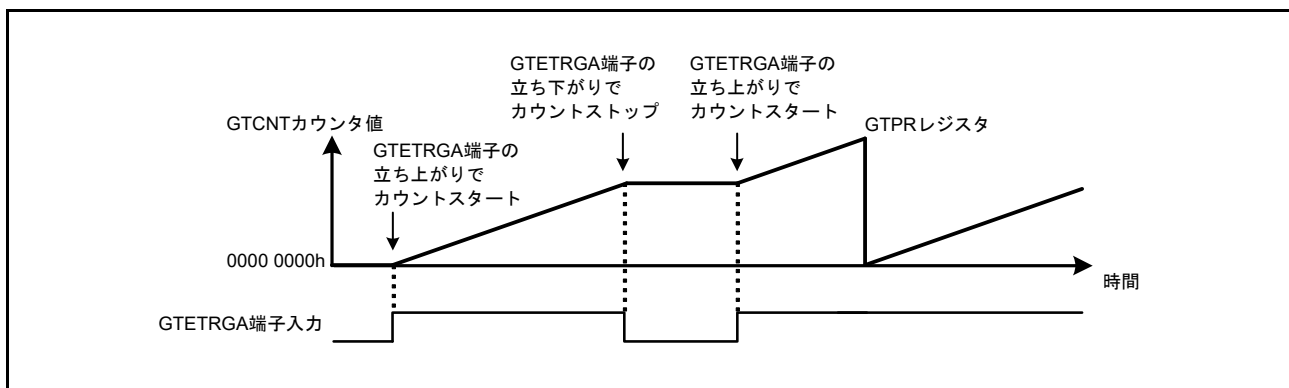 GTETRGA端子の
立ち下がりで
カウントストップ
GTETRGA端子の
立ち上がりで
カウントスタート
GTCNTカウンタ値
GTPRレジスタ
GTETRGA端子の
立ち上がりで
カウントスタート
0000 0000h
時間
GTETRGA端子入力